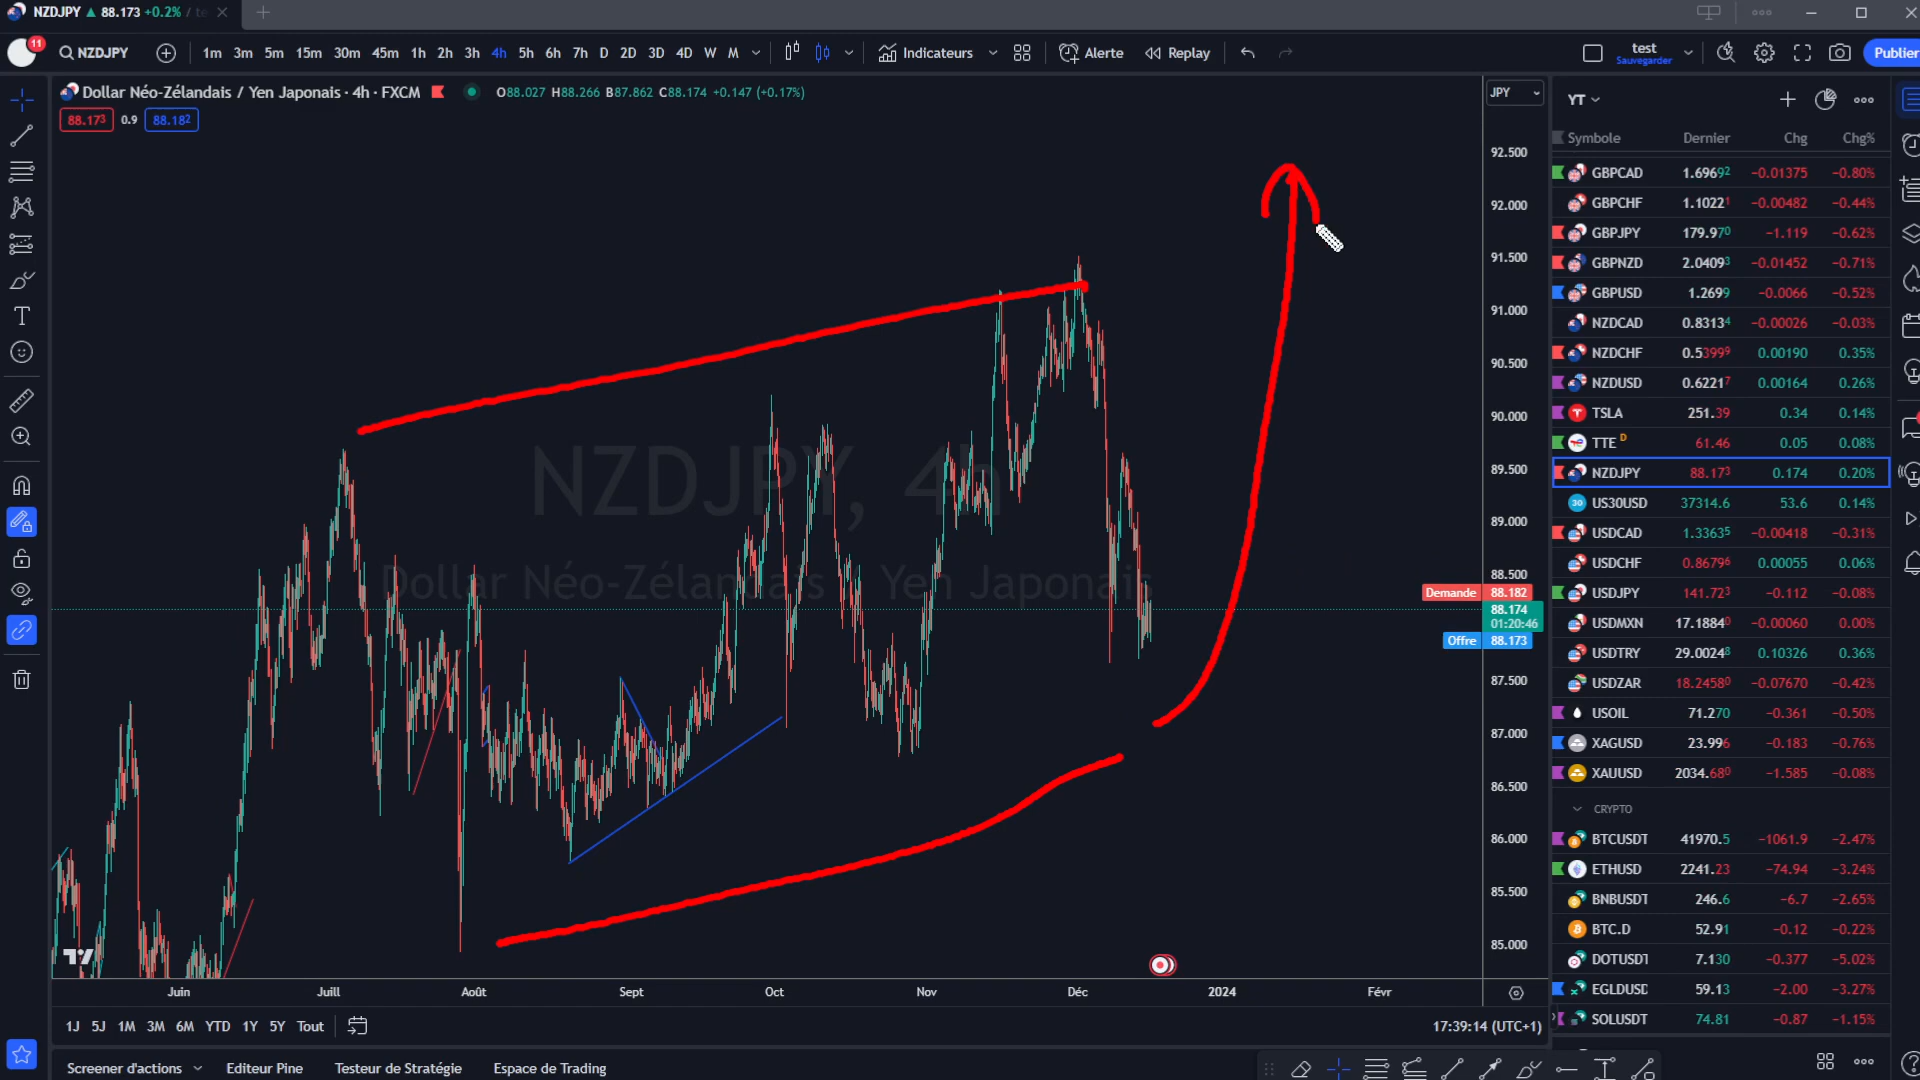 NZDJPY ▲ 88.173 +0.2% / te
11 NZDJPY 1m 3m 5m 15m 30m 45m 1h 2h 3h 4h 5h 6h 7h D 2D 3D 4D W M Indicateurs Alerte Replay test Publier
Sauvegarder
Dollar Néo-Zélandais / Yen Japonais · 4h · FXCM O88.027 H88.266 B87.862 C88.174 +0.147 (+0.17%)
88.173 0.9 88.182
JPY
92.500
92.000
91.500
91.000
90.500
90.000
89.500
89.000
88.500
Demande 88.182
88.174
01:20:46
Offre 88.173
87.500
87.000
86.500
86.000
85.500
85.000
NZDJPY, 4h
Dollar Néo-Zélandais / Yen Japonais
Juin Juill Août Sept Oct Nov Déc 2024 Févr
1J 5J 1M 3M 6M YTD 1Y 5Y Tout
17:39:14 (UTC+1)
Screener d'actions Editeur Pine Testeur de Stratégie Espace de Trading
YT
Symbole Dernier Chg Chg%
GBPCAD 1.69692 −0.01375 −0.80%
GBPCHF 1.10221 −0.00482 −0.44%
GBPJPY 179.970 −1.119 −0.62%
GBPNZD 2.04093 −0.01452 −0.71%
GBPUSD 1.2699 −0.0066 −0.52%
NZDCAD 0.83134 −0.00026 −0.03%
NZDCHF 0.53999 0.00190 0.35%
NZDUSD 0.62217 0.00164 0.26%
TSLA 251.39 0.34 0.14%
TTE D 61.46 0.05 0.08%
NZDJPY 88.173 0.174 0.20%
US30USD 37314.6 53.6 0.14%
USDCAD 1.33635 −0.00418 −0.31%
USDCHF 0.86796 0.00055 0.06%
USDJPY 141.723 −0.112 −0.08%
USDMXN 17.18840 −0.00060 0.00%
USDTRY 29.00248 0.10326 0.36%
USDZAR 18.24580 −0.07670 −0.42%
USOIL 71.270 −0.361 −0.50%
XAGUSD 23.996 −0.183 −0.76%
XAUUSD 2034.680 −1.585 −0.08%
CRYPTO
BTCUSDT 41970.5 −1061.9 −2.47%
ETHUSD 2241.23 −74.94 −3.24%
BNBUSDT 246.6 −6.7 −2.65%
BTC.D 52.91 −0.12 −0.22%
DOTUSDT 7.130 −0.377 −5.02%
EGLDUSD 59.13 −2.00 −3.27%
SOLUSDT 74.81 −0.87 −1.15%